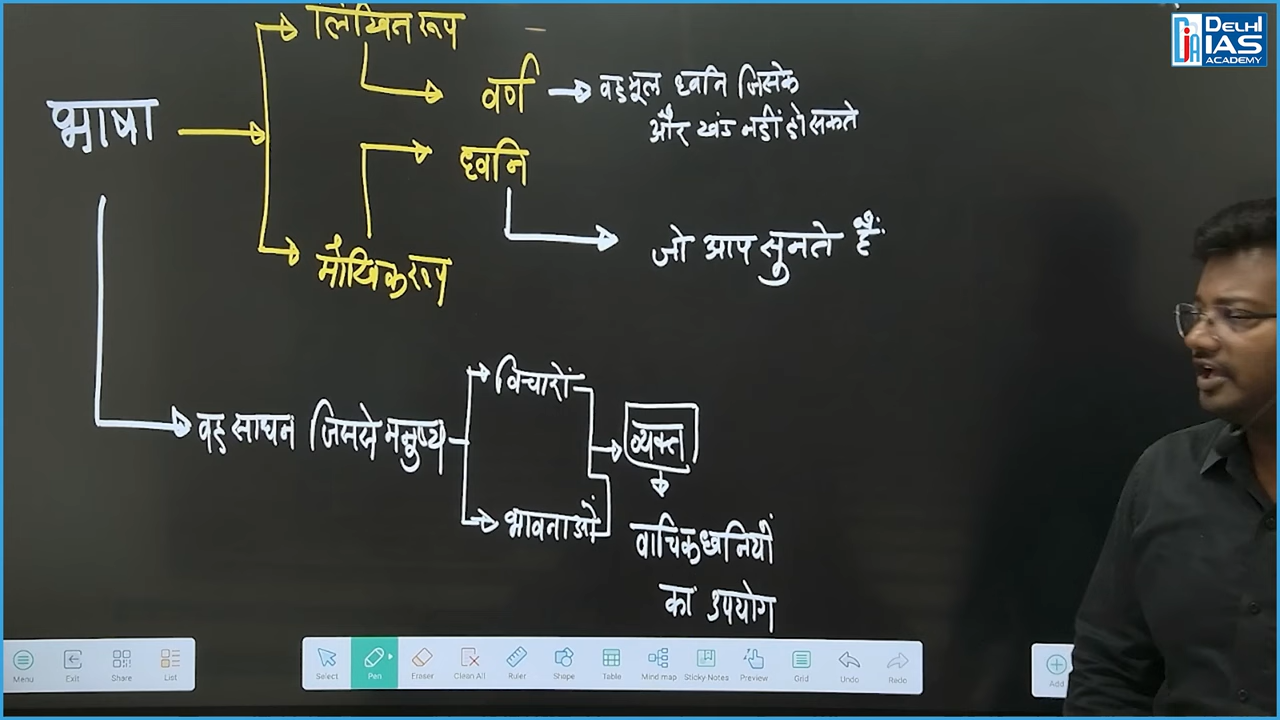 लिखित रूप
DELHI
IAS
ACADEMY
वर्ण
वह मूल ध्वनि जिसके
और खंड नहीं हो सकते
भाषा
ध्वनि
जो आप सुनते हैं
मौखिक रूप
विचारों
वह साधन जिससे मनुष्य
व्यक्त
भावनाओं
वाचिक ध्वनियों
का उपयोग
Menu
Exit
Share
List
Select
Pen
Eraser
Clean All
Ruler
Shape
Table
Mind map
Sticky Notes
Preview
Grid
Undo
Redo
Add